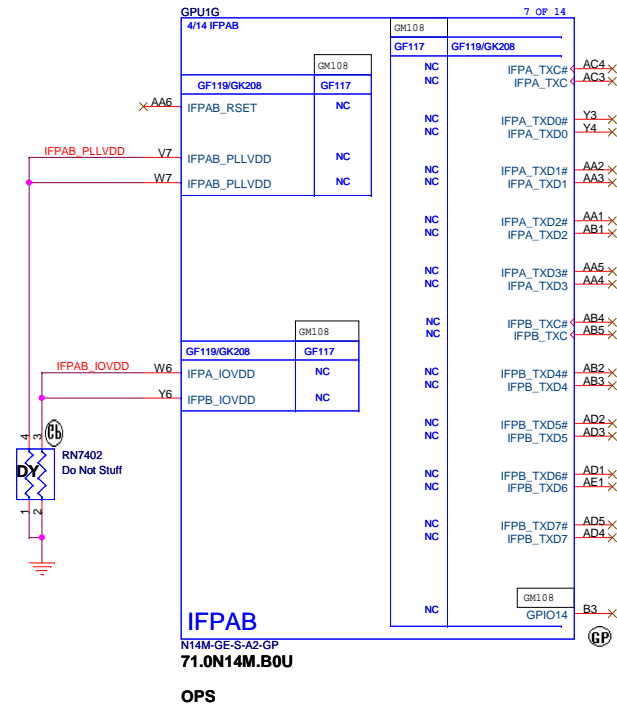 GPU1G
7 OF 14
4/14 IFPAB
GM108
GF117 GF119/GK208
GM108
GF119/GK208 GF117
AA6 IFPAB_RSET NC
IFPAB_PLLVDD V7 IFPAB_PLLVDD NC
W7 IFPAB_PLLVDD NC
NC IFPA_TXC# AC4
NC IFPA_TXC AC3
NC IFPA_TXD0# Y3
NC IFPA_TXD0 Y4
NC IFPA_TXD1# AA2
NC IFPA_TXD1 AA3
NC IFPA_TXD2# AA1
NC IFPA_TXD2 AB1
NC IFPA_TXD3# AA5
NC IFPA_TXD3 AA4
NC IFPB_TXC# AB4
NC IFPB_TXC AB5
NC IFPB_TXD4# AB2
NC IFPB_TXD4 AB3
NC IFPB_TXD5# AD2
NC IFPB_TXD5 AD3
NC IFPB_TXD6# AD1
NC IFPB_TXD6 AE1
NC IFPB_TXD7# AD5
NC IFPB_TXD7 AD4
GM108
NC GPIO14 B3
GM108
GF119/GK208 GF117
IFPAB_IOVDD W6 IFPA_IOVDD NC
Y6 IFPB_IOVDD NC
4 3
RN7402
DY Do Not Stuff
1 2
IFPAB
GP
N14M-GE-S-A2-GP
71.0N14M.B0U
OPS